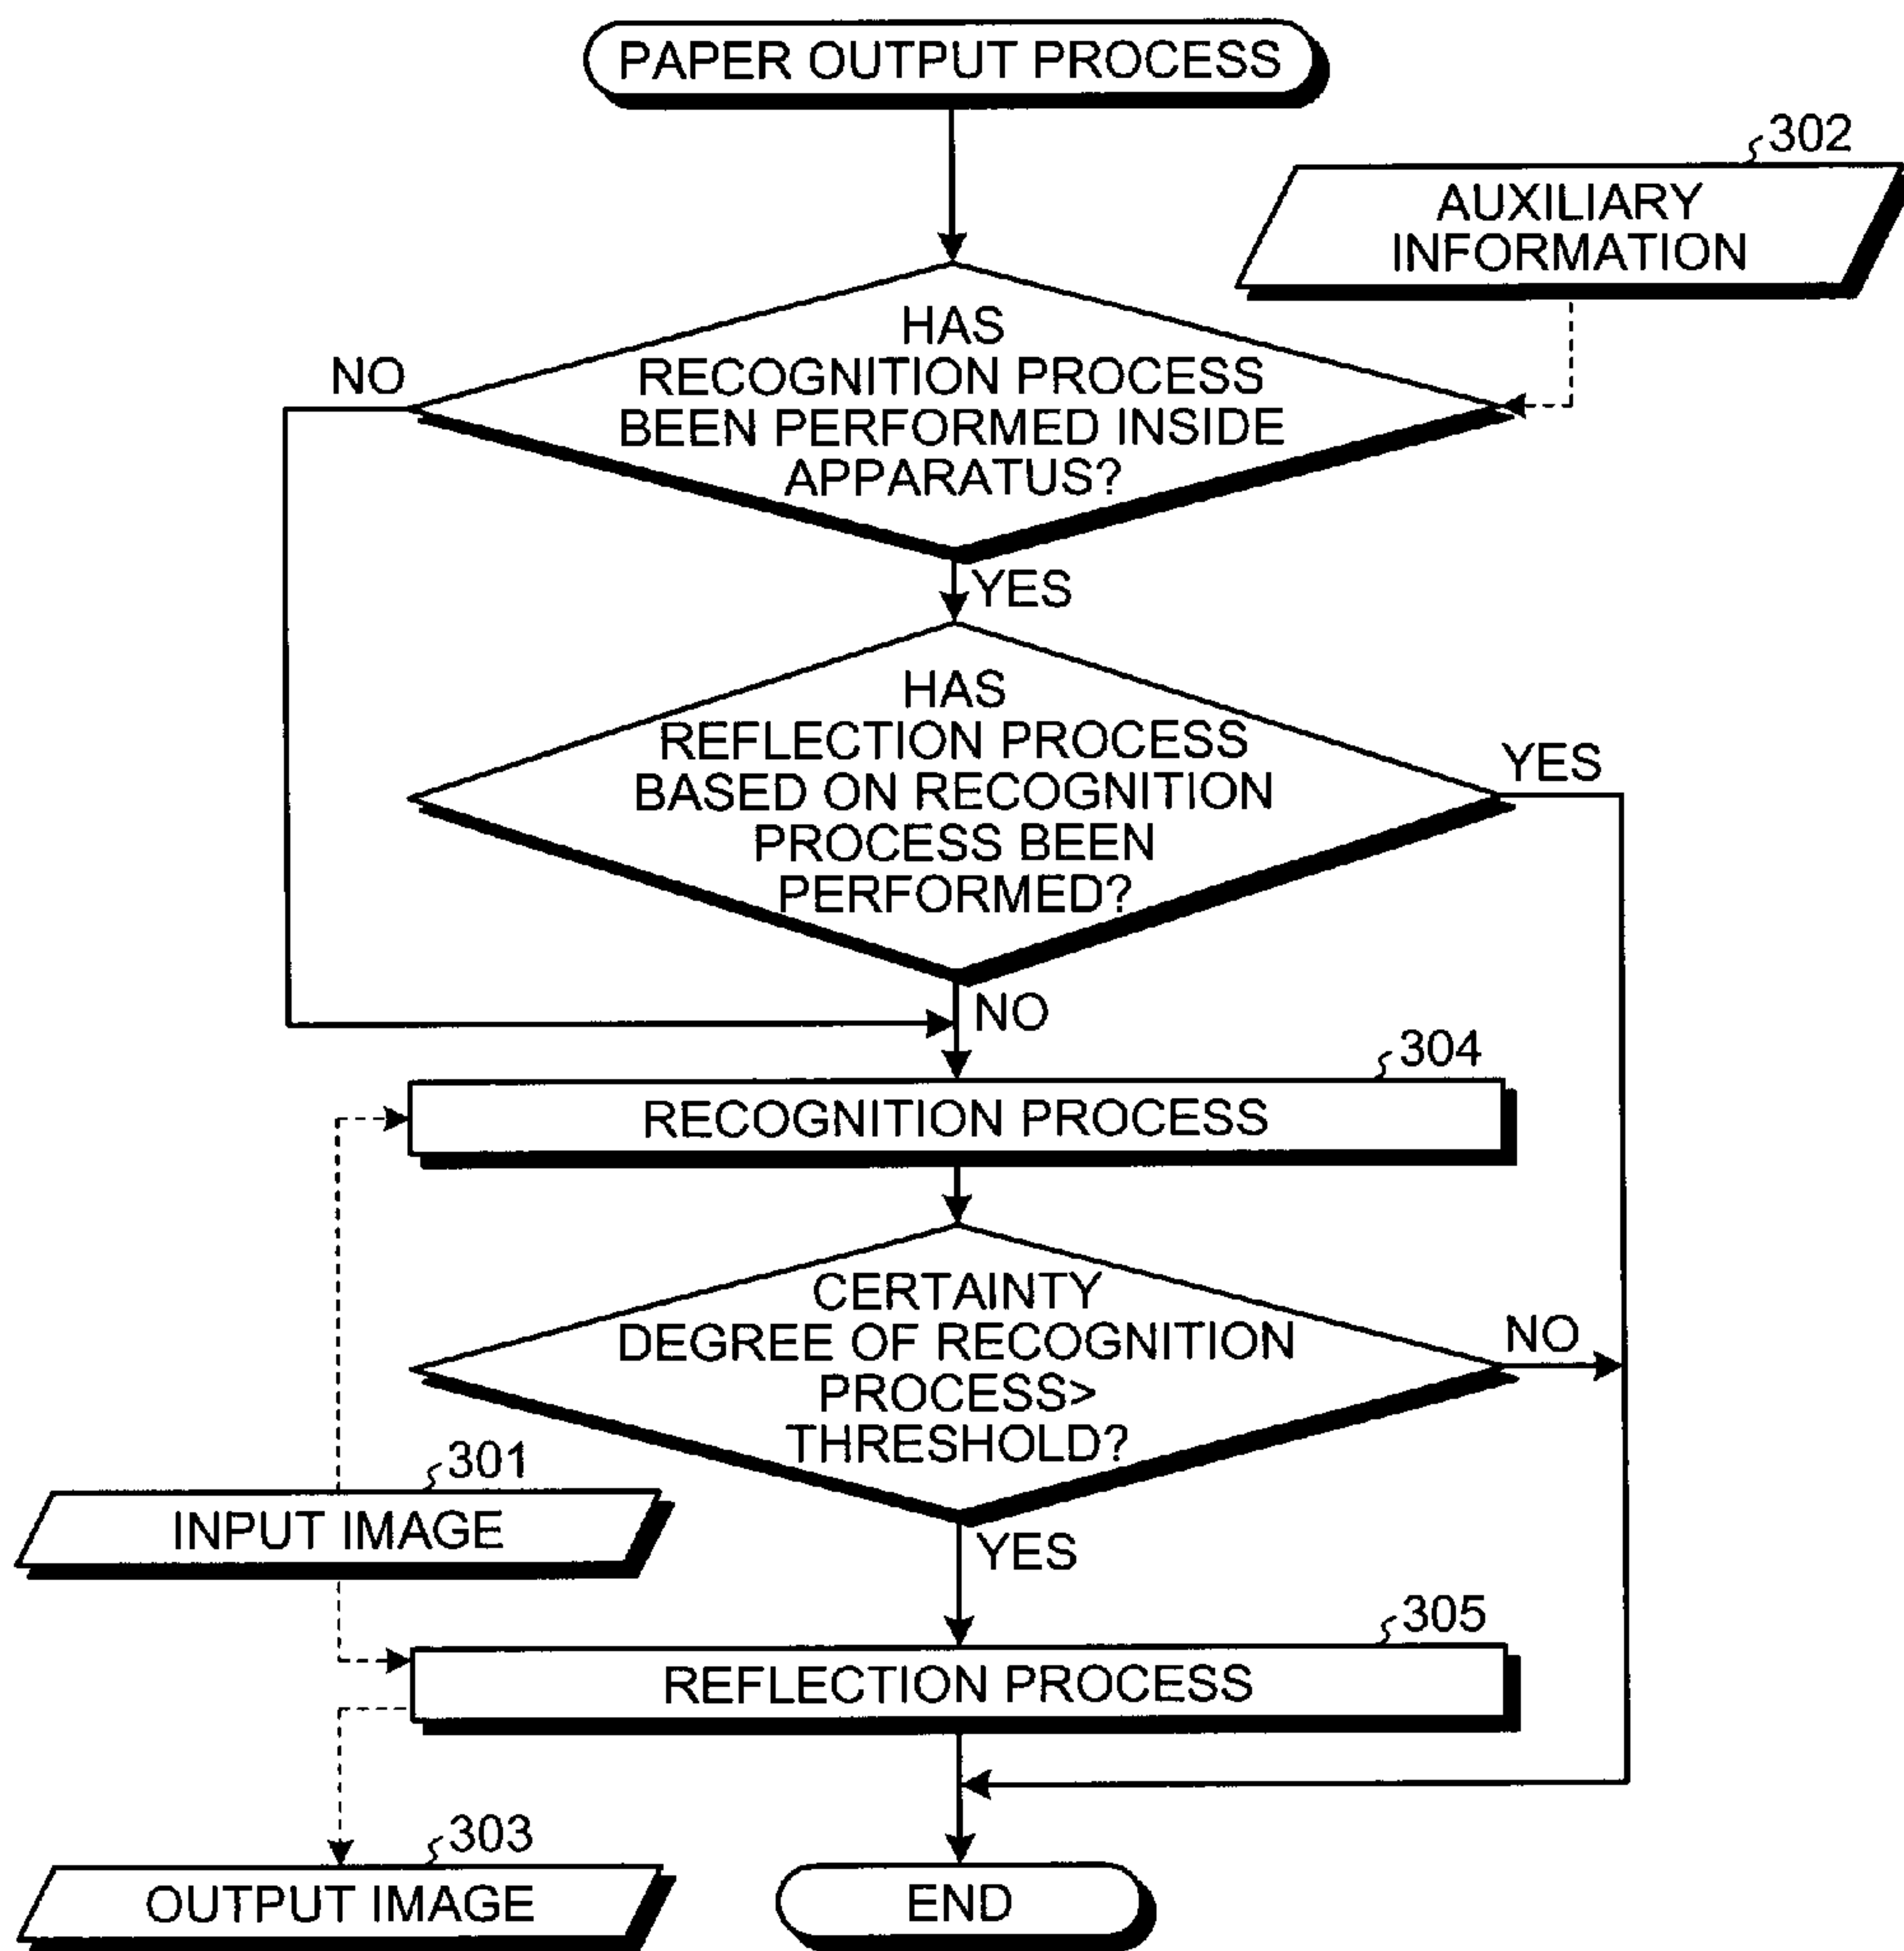 PAPER OUTPUT PROCESS
302
AUXILIARY
INFORMATION
HAS
RECOGNITION PROCESS
BEEN PERFORMED INSIDE
APPARATUS?
NO
YES
HAS
REFLECTION PROCESS
BASED ON RECOGNITION
PROCESS BEEN
PERFORMED?
YES
NO
304
RECOGNITION PROCESS
CERTAINTY
DEGREE OF RECOGNITION
PROCESS>
THRESHOLD?
NO
301
INPUT IMAGE
YES
305
REFLECTION PROCESS
303
OUTPUT IMAGE
END